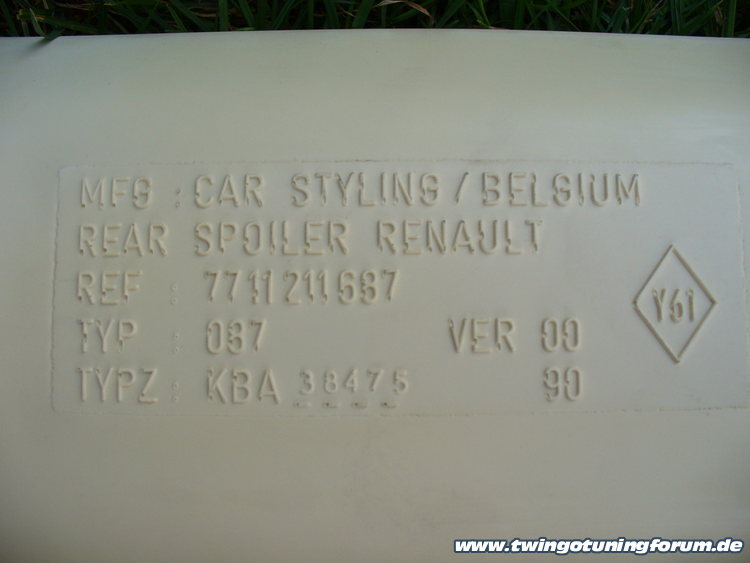 MFG : CAR STYLING / BELGIUM
REAR SPOILER RENAULT
REF : 7711211687
TYP : 087 VER 00
TYPZ : KBA 38475 90
Y61
www.twingotuningforum.de